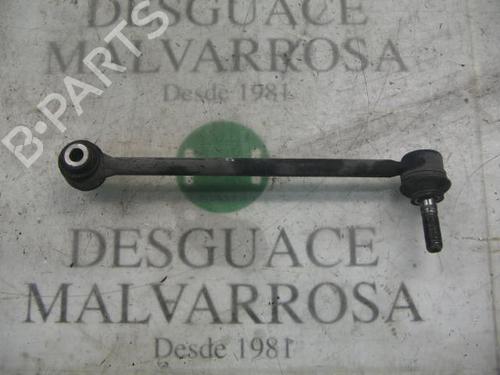 DESGUACE
MALVARROSA
Desde 1981
B-PARTS
DESGUACE
MALVARROSA
Desde 1981